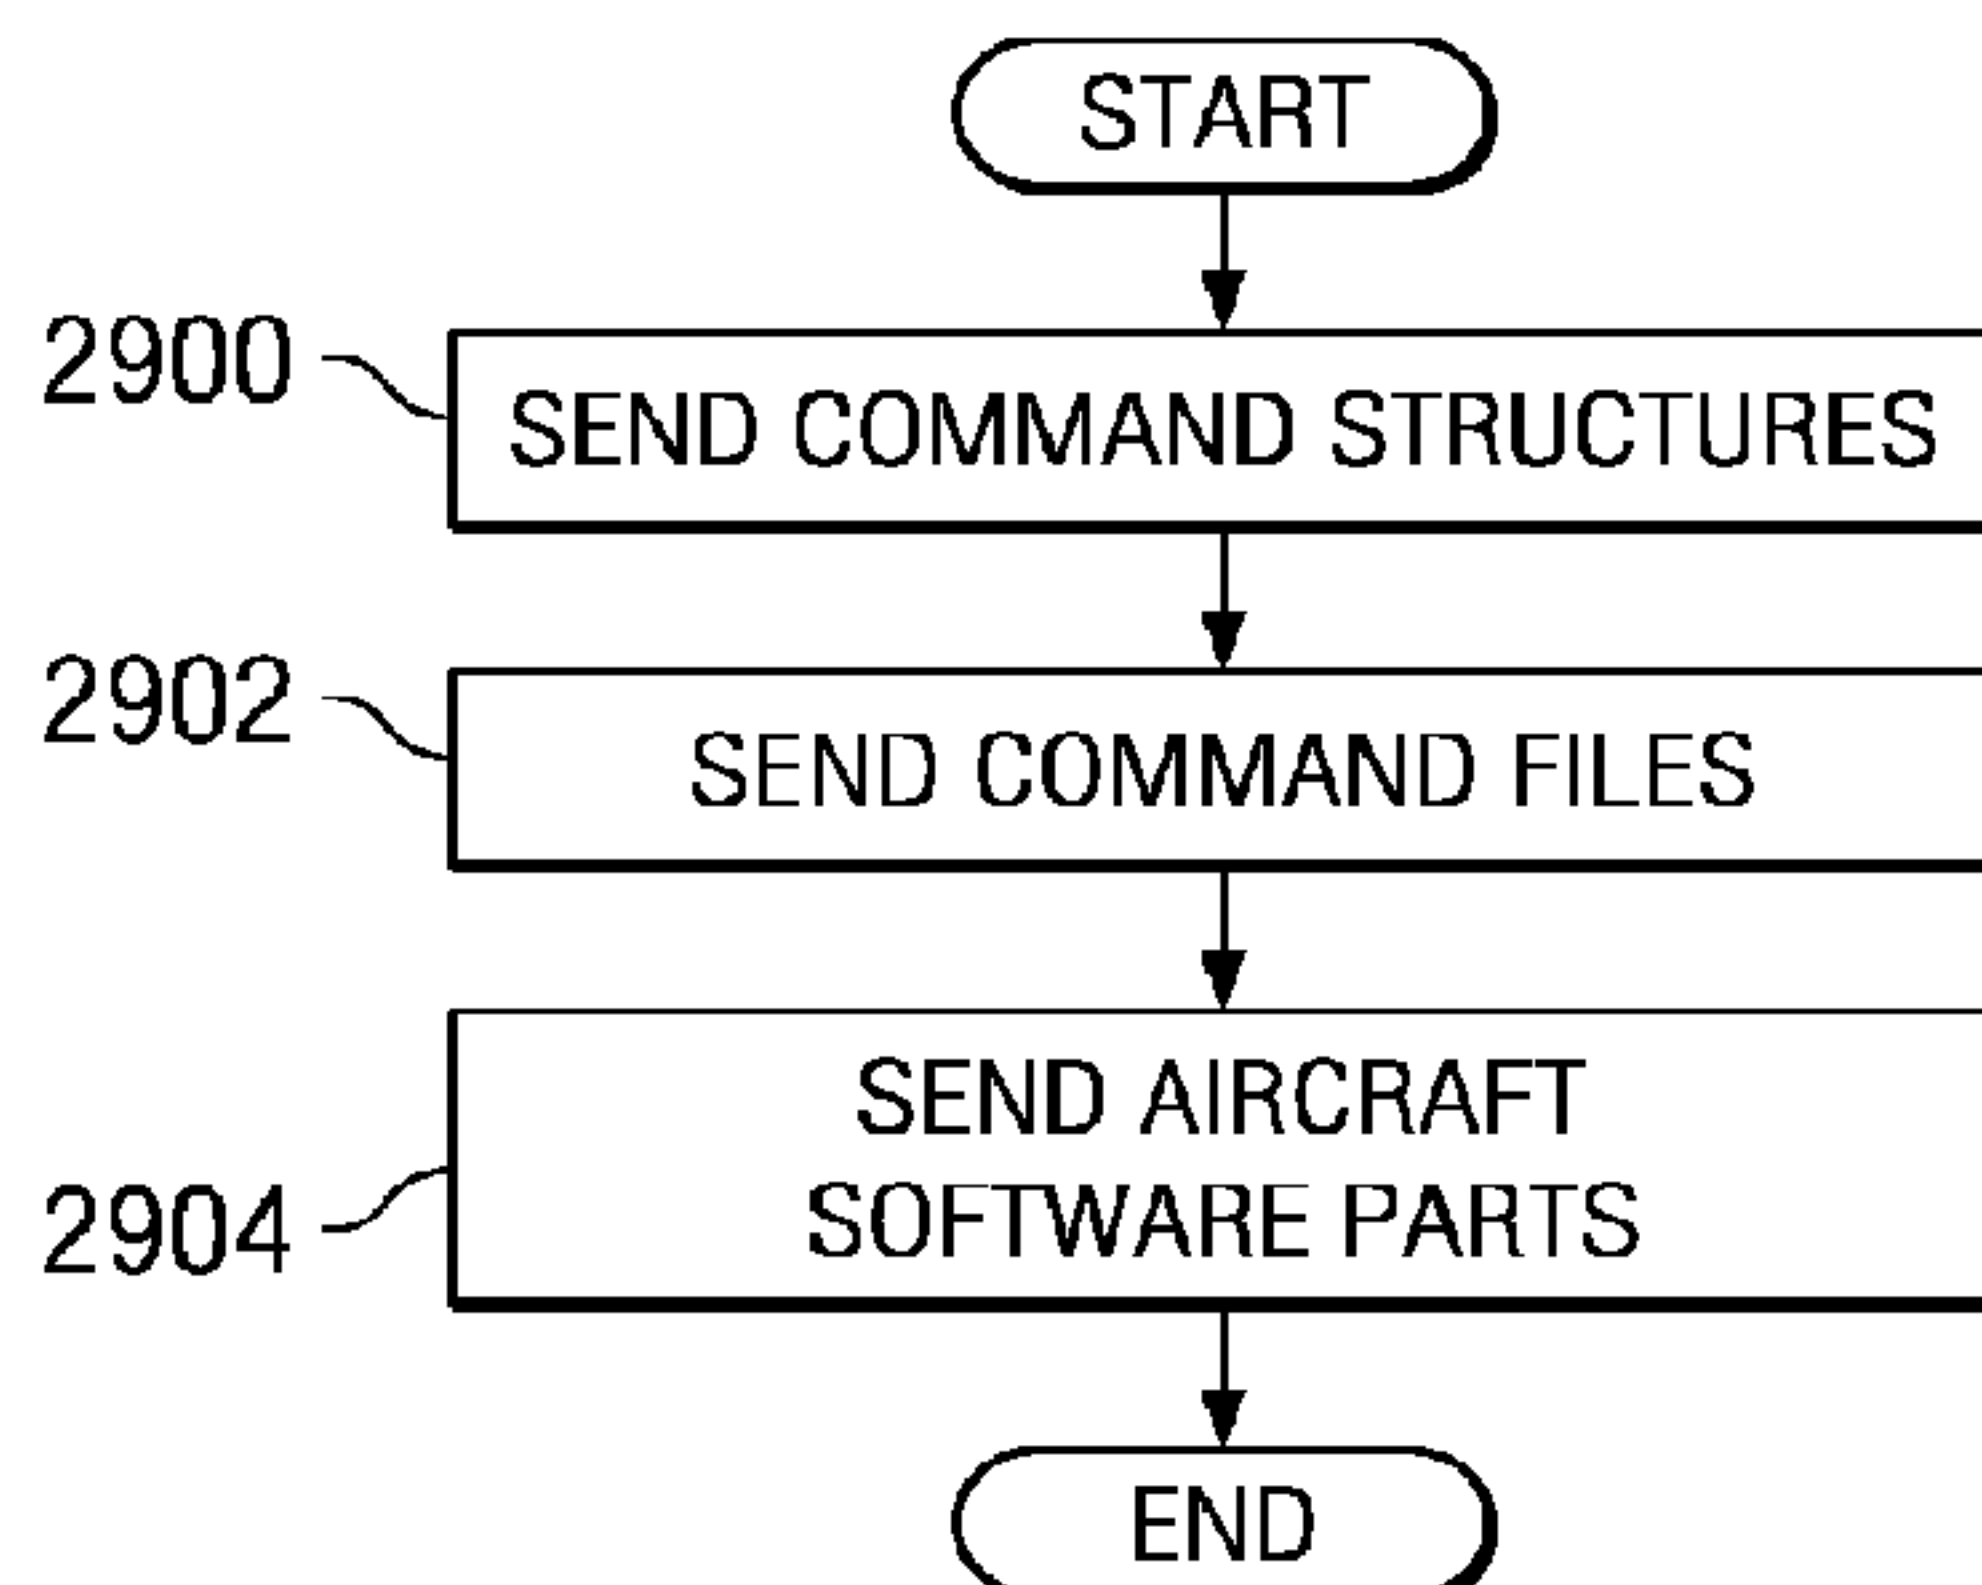 START
2900
SEND COMMAND STRUCTURES
2902
SEND COMMAND FILES
SEND AIRCRAFT
SOFTWARE PARTS
2904
END